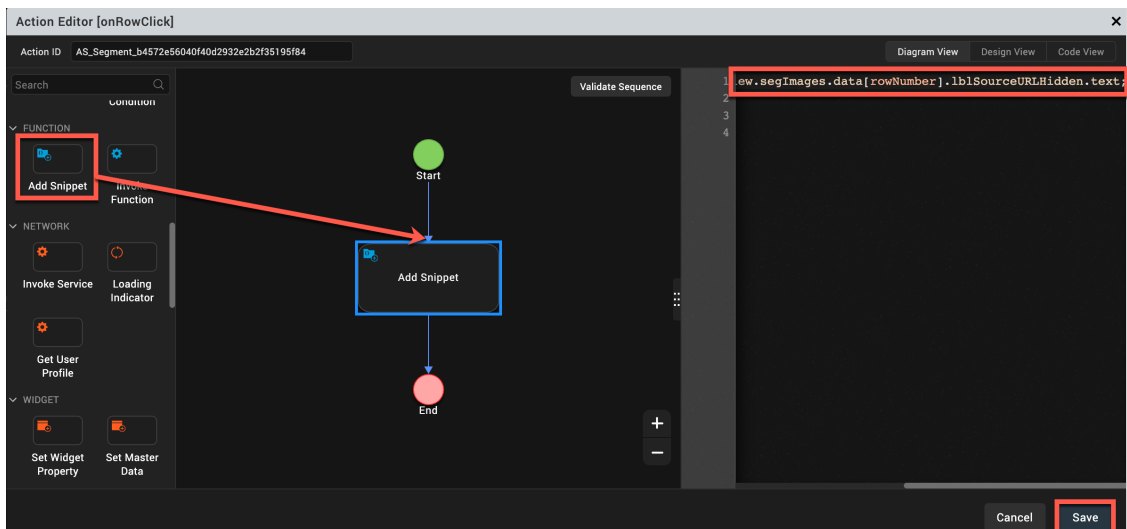 Action Editor [onRowClick]
Action ID AS_Segment_b4572e56040f40d2932e2b2f35195f84
Diagram View Design View Code View
Search
Condition
FUNCTION
Add Snippet
Invoke Function
NETWORK
Invoke Service
Loading Indicator
Get User Profile
WIDGET
Set Widget Property
Set Master Data
Validate Sequence
Start
Add Snippet
End
+
−
1 ew.segImages.data[rowNumber].lblSourceURLHidden.text;
2
3
4
Cancel Save